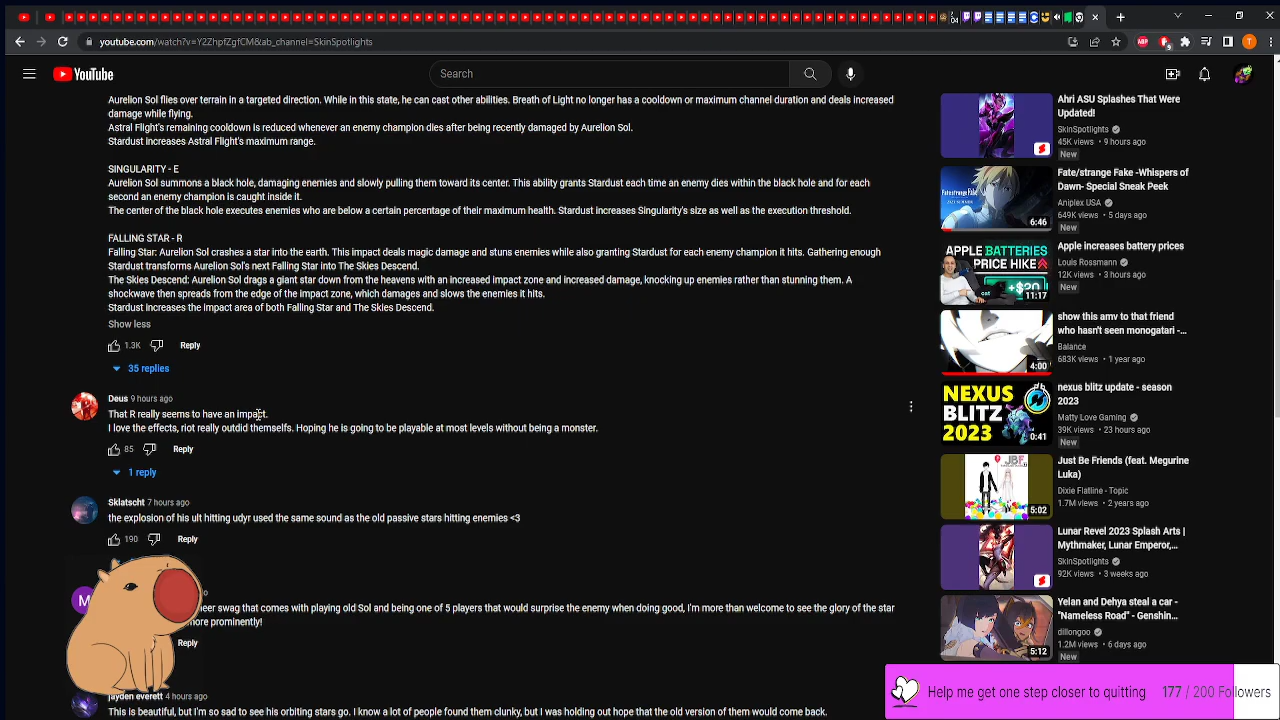 youtube.com/watch?v=Y2ZhpfZgfCM&ab_channel=SkinSpotlights
YouTube
Search
Aurelion Sol flies over terrain in a targeted direction. While in this state, he can cast other abilities. Breath of Light no longer has a cooldown or maximum channel duration and deals increased
damage while flying.
Astral Flight's remaining cooldown is reduced whenever an enemy champion dies after being recently damaged by Aurelion Sol.
Stardust increases Astral Flight's maximum range.
SINGULARITY - E
Aurelion Sol summons a black hole, damaging enemies and slowly pulling them toward its center. This ability grants Stardust each time an enemy dies within the black hole and for each
second an enemy champion is caught inside it.
The center of the black hole executes enemies who are below a certain percentage of their maximum health. Stardust increases Singularity's size as well as the execution threshold.
FALLING STAR - R
Falling Star: Aurelion Sol crashes a star into the earth. This impact deals magic damage and stuns enemies while also granting Stardust for each enemy champion it hits. Gathering enough
Stardust transforms Aurelion Sol's next Falling Star into The Skies Descend.
The Skies Descend: Aurelion Sol drags a giant star down from the heavens with an increased impact zone and increased damage, knocking up enemies rather than stunning them. A
shockwave then spreads from the edge of the impact zone, which damages and slows the enemies it hits.
Stardust increases the impact area of both Falling Star and The Skies Descend.
Show less
1.3K Reply
35 replies
Deus 9 hours ago
That R really seems to have an impact.
I love the effects, riot really outdid themselfs. Hoping he is going to be playable at most levels without being a monster.
85 Reply
1 reply
Sklatscht 7 hours ago
the explosion of his ult hitting udyr used the same sound as the old passive stars hitting enemies <3
190 Reply
M
swag that comes with playing old Sol and being one of 5 players that would surprise the enemy when doing good, I'm more than welcome to see the glory of the star
more prominently!
Reply
jayden everett 4 hours ago
This is beautiful, but I'm so sad to see his orbiting stars go. I know a lot of people found them clunky, but I was holding out hope that the old version of them would come back.
Ahri ASU Splashes That Were
Updated!
SkinSpotlights
45K views • 9 hours ago
New
Fate/strange Fake -Whispers of
Dawn- Special Sneak Peek
Aniplex USA
649K views • 5 days ago
New
6:46
APPLE BATTERIES
PRICE HIKE
+$20
11:17
Apple increases battery prices
Louis Rossmann
12K views • 3 hours ago
New
show this amv to that friend
who hasn't seen monogatari -...
Balance
683K views • 1 year ago
4:00
NEXUS
BLITZ
2023
0:41
nexus blitz update - season
2023
Matty Love Gaming
39K views • 23 hours ago
New
JBF
5:02
Just Be Friends (feat. Megurine
Luka)
Dixie Flatline - Topic
1.7M views • 2 years ago
Lunar Revel 2023 Splash Arts |
Mythmaker, Lunar Emperor,...
SkinSpotlights
92K views • 3 weeks ago
5:12
Yelan and Dehya steal a car -
"Nameless Road" - Genshin...
dillongoo
1.2M views • 6 days ago
New
Help me get one step closer to quitting 177 / 200 Followers